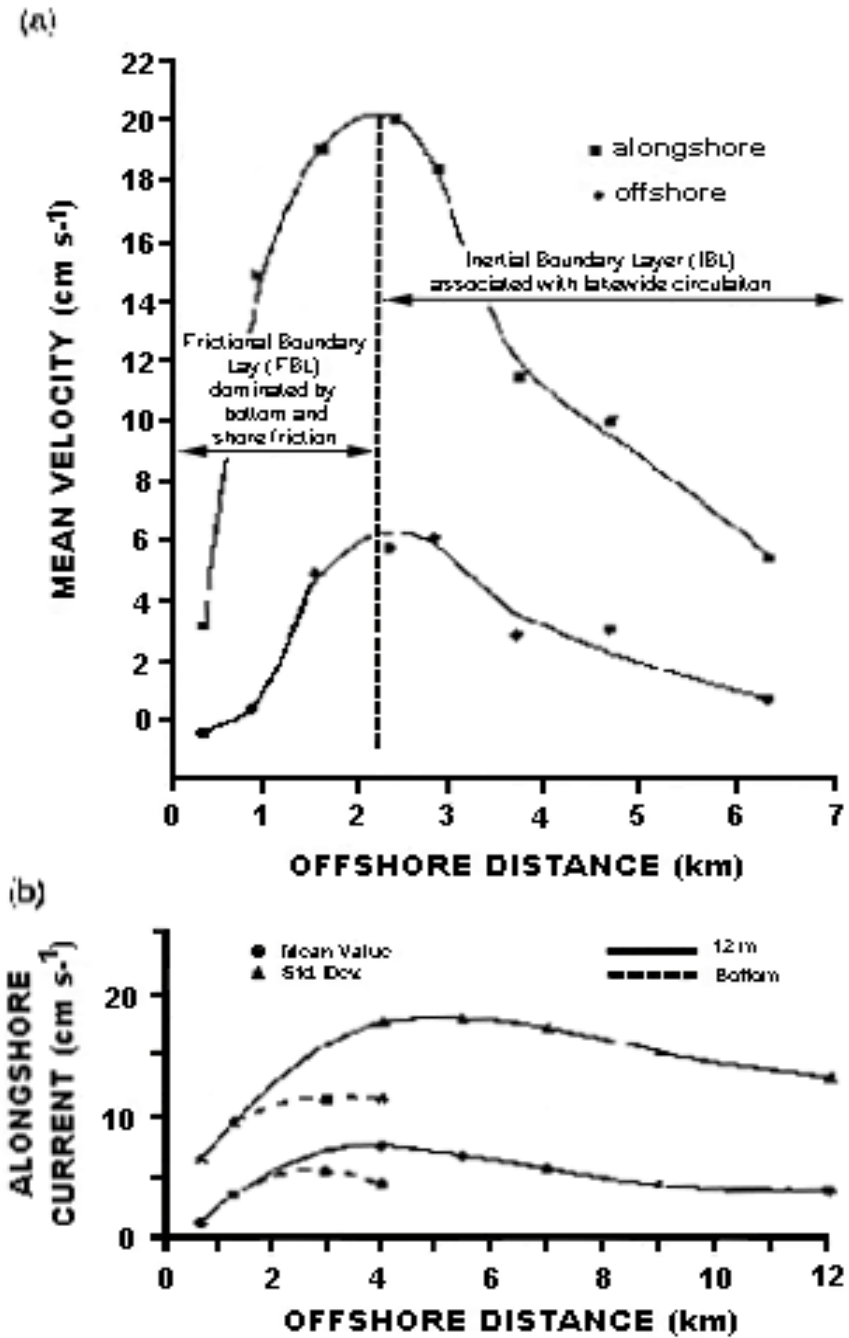 (a)
22
20
18
16
14
12
10
8
6
4
2
0
MEAN VELOCITY (cm s-1)
alongshore
offshore
Inertial Boundary Layer (IBL)
associated with lakewide circulaiton
Frictional Boundary
Lay (FBL)
dominated by
bottom and
shore friction
0 1 2 3 4 5 6 7
OFFSHORE DISTANCE (km)
(b)
ALONGSHORE
CURRENT (cm s-1)
20
10
0
Mean Value
Std. Dev.
12 m
Bottom
0 2 4 6 8 10 12
OFFSHORE DISTANCE (km)